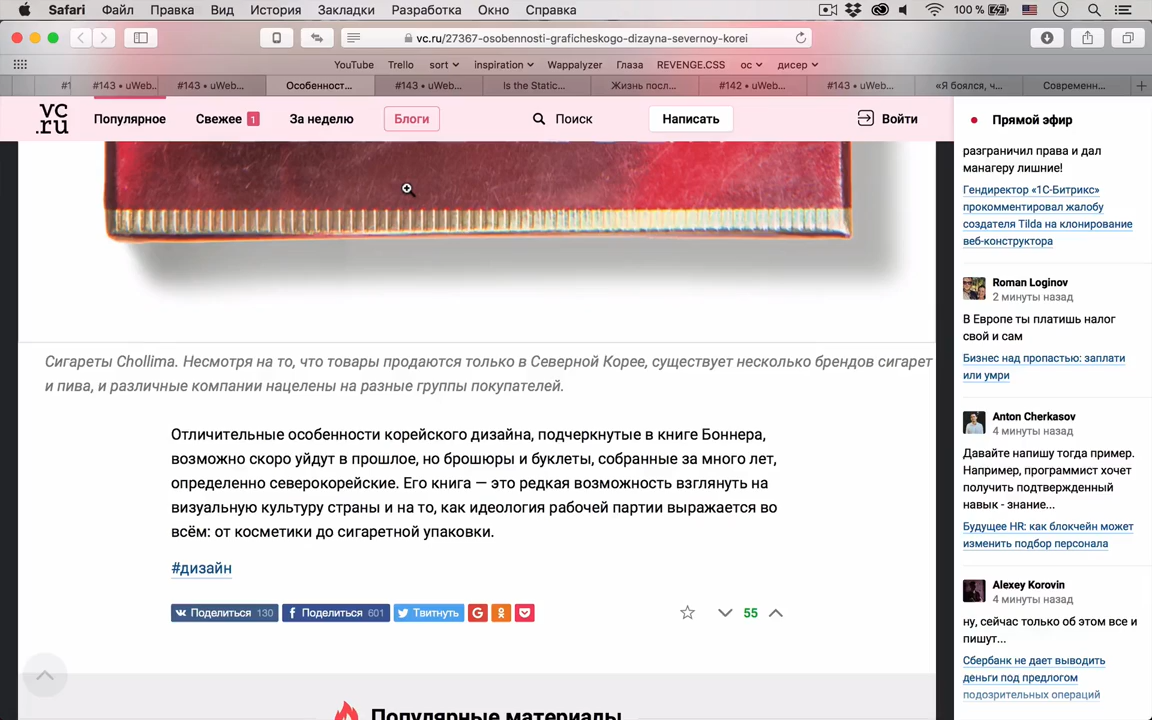 Safari Файл Правка Вид История Закладки Разработка Окно Справка 100 %
vc.ru/27367-osobennosti-graficheskogo-dizayna-severnoy-korei
YouTube Trello sort inspiration Wappalyzer Глаза REVENGE.CSS ос дисер
#1 #143 • uWeb... #143 • uWeb... Особенност... #143 • uWeb... Is the Static... Жизнь посл... #142 • uWeb... #143 • uWeb... «Я боялся, ч... Современн...
vc
.ru
Популярное Свежее 1 За неделю Блоги Поиск Написать Войти
Сигареты Chollima. Несмотря на то, что товары продаются только в Северной Корее, существует несколько брендов сигарет
и пива, и различные компании нацелены на разные группы покупателей.
Отличительные особенности корейского дизайна, подчеркнутые в книге Боннера,
возможно скоро уйдут в прошлое, но брошюры и буклеты, собранные за много лет,
определенно северокорейские. Его книга — это редкая возможность взглянуть на
визуальную культуру страны и на то, как идеология рабочей партии выражается во
всём: от косметики до сигаретной упаковки.
#дизайн
Поделиться 130 Поделиться 601 Твитнуть 55
Популярные материалы
Прямой эфир
разграничил права и дал
манагеру лишние!
Гендиректор «1С-Битрикс»
прокомментировал жалобу
создателя Tilda на клонирование
веб-конструктора
Roman Loginov
2 минуты назад
В Европе ты платишь налог
свой и сам
Бизнес над пропастью: заплати
или умри
Anton Cherkasov
4 минуты назад
Давайте напишу тогда пример.
Например, программист хочет
получить подтвержденный
навык - знание...
Будущее HR: как блокчейн может
изменить подбор персонала
Alexey Korovin
4 минуты назад
ну, сейчас только об этом все и
пишут...
Сбербанк не дает выводить
деньги под предлогом
подозрительных операций